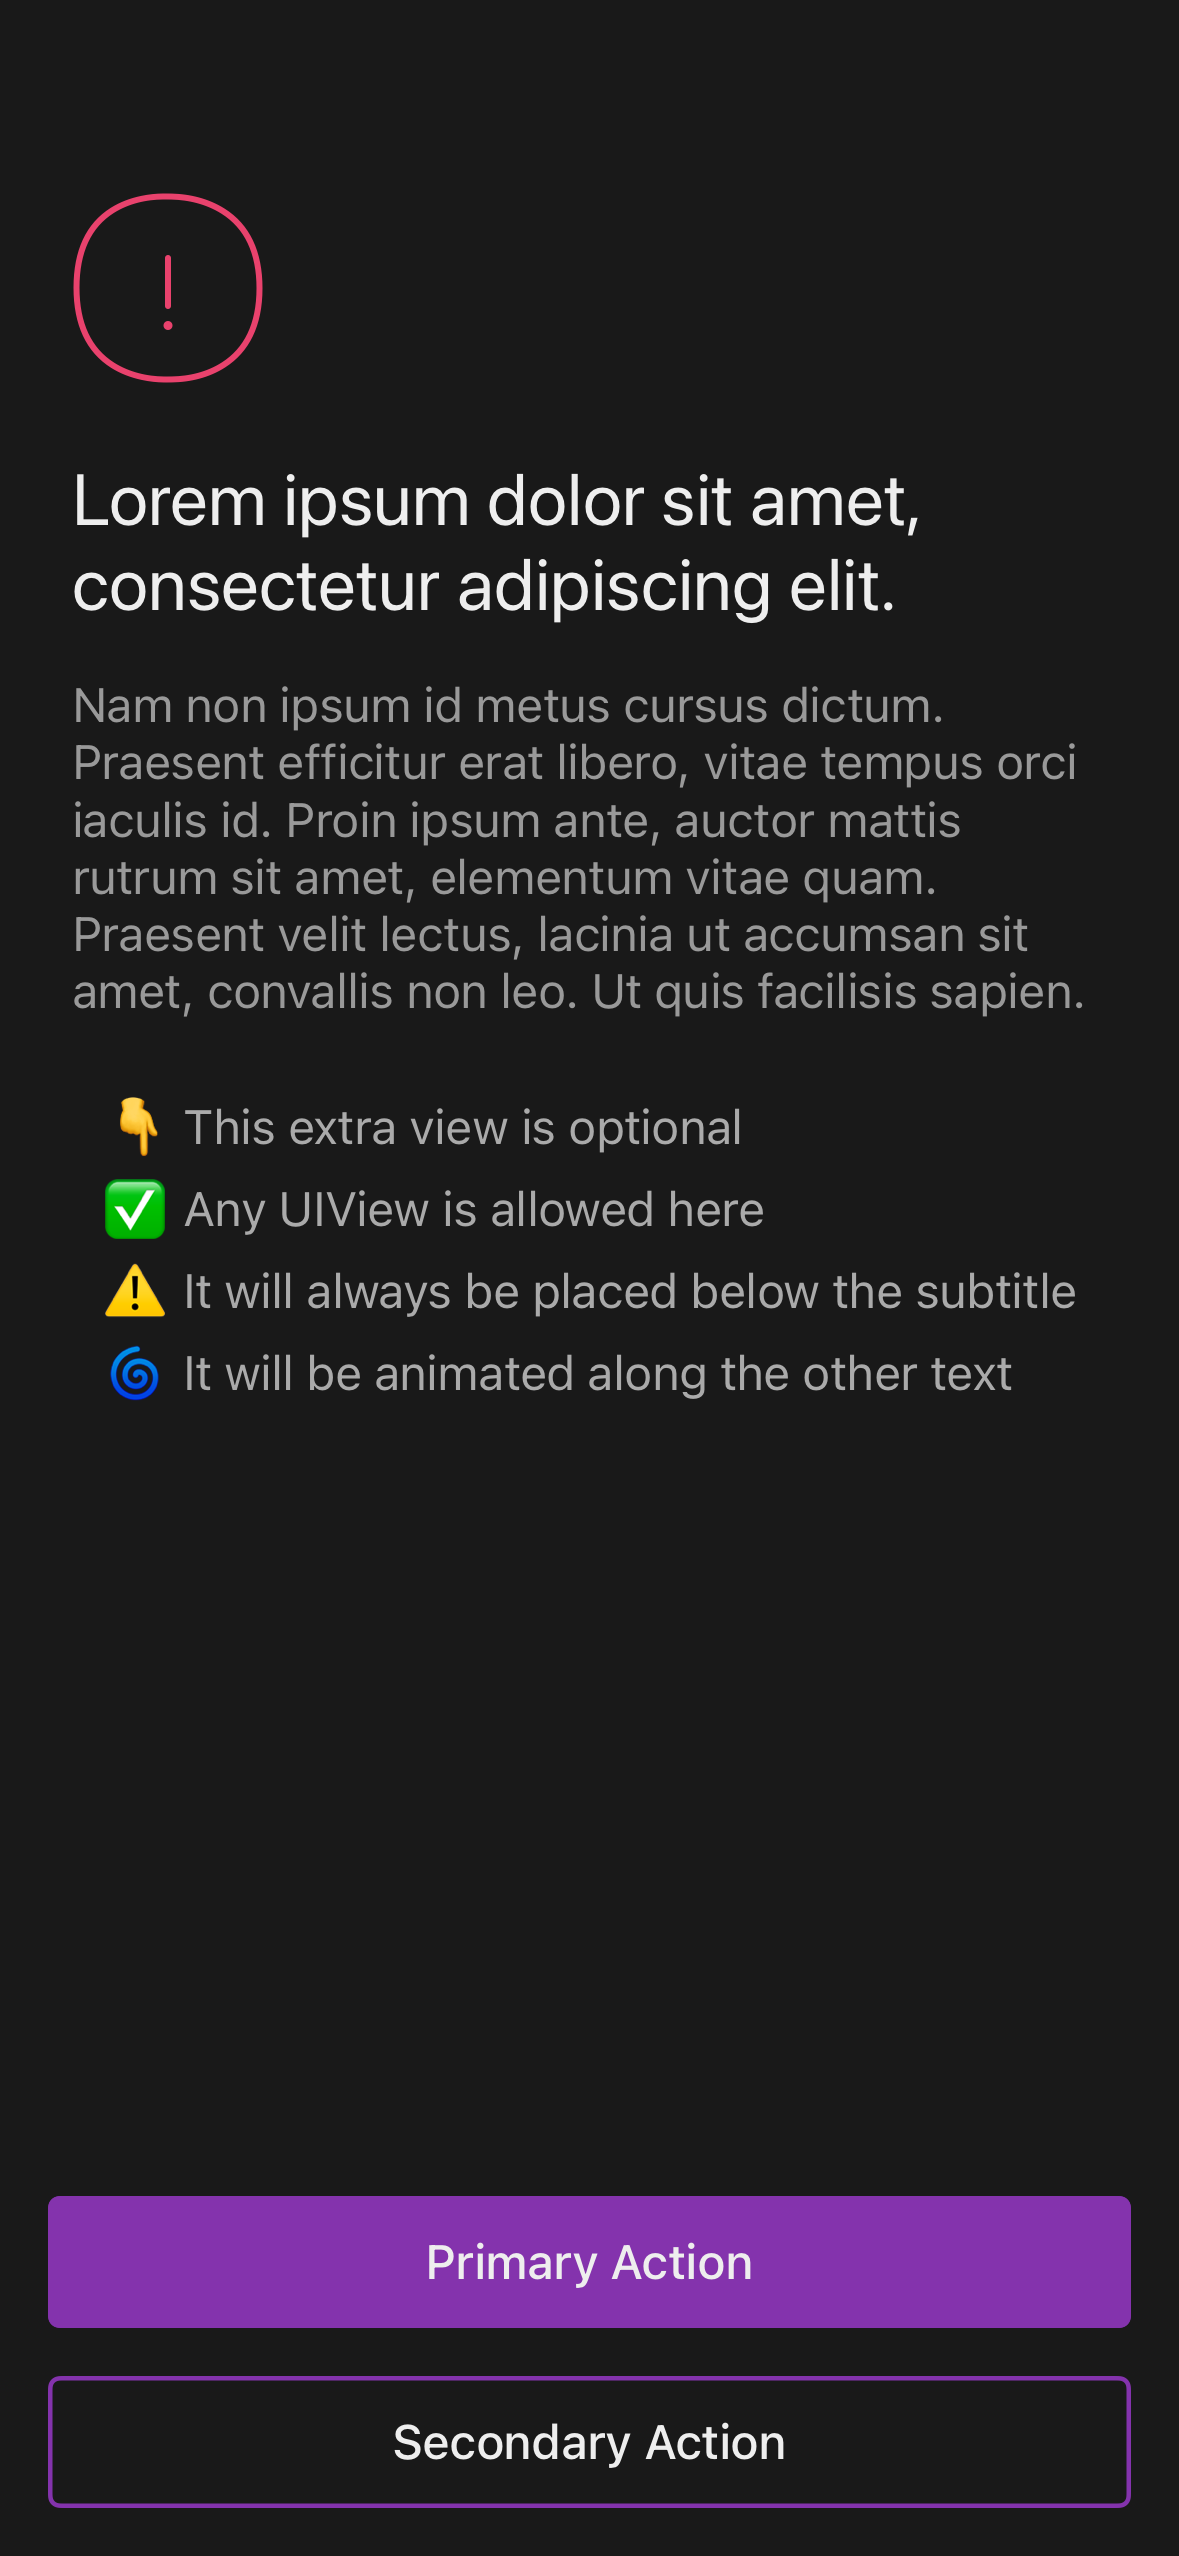 Lorem ipsum dolor sit amet,
consectetur adipiscing elit.
Nam non ipsum id metus cursus dictum.
Praesent efficitur erat libero, vitae tempus orci
iaculis id. Proin ipsum ante, auctor mattis
rutrum sit amet, elementum vitae quam.
Praesent velit lectus, lacinia ut accumsan sit
amet, convallis non leo. Ut quis facilisis sapien.
👇 This extra view is optional
✅ Any UIView is allowed here
⚠️ It will always be placed below the subtitle
🌀 It will be animated along the other text
Primary Action
Secondary Action